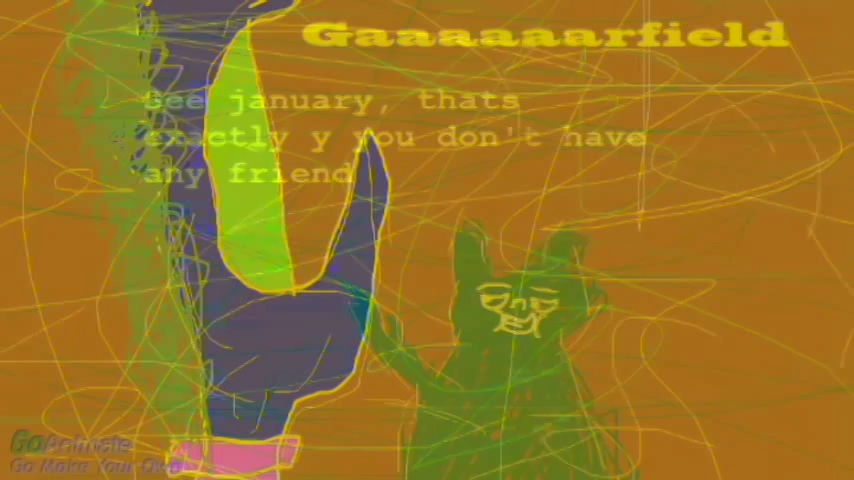 Gaaaaaarfield
See january, thats
exactly y you don't have
any friend
GoAnimate
Go Make Your Own